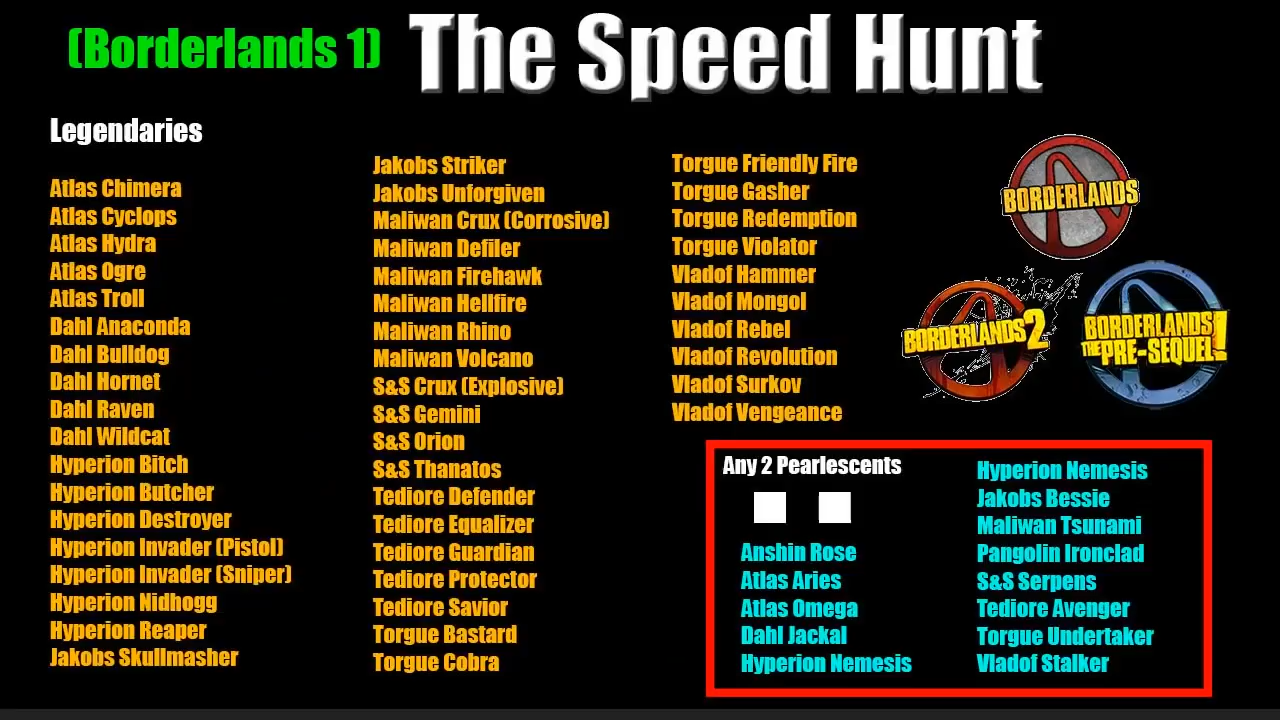 (Borderlands 1)
The Speed Hunt
Legendaries
Atlas Chimera
Atlas Cyclops
Atlas Hydra
Atlas Ogre
Atlas Troll
Dahl Anaconda
Dahl Bulldog
Dahl Hornet
Dahl Raven
Dahl Wildcat
Hyperion Bitch
Hyperion Butcher
Hyperion Destroyer
Hyperion Invader (Pistol)
Hyperion Invader (Sniper)
Hyperion Nidhogg
Hyperion Reaper
Jakobs Skullmasher
Jakobs Striker
Jakobs Unforgiven
Maliwan Crux (Corrosive)
Maliwan Defiler
Maliwan Firehawk
Maliwan Hellfire
Maliwan Rhino
Maliwan Volcano
S&S Crux (Explosive)
S&S Gemini
S&S Orion
S&S Thanatos
Tediore Defender
Tediore Equalizer
Tediore Guardian
Tediore Protector
Tediore Savior
Torgue Bastard
Torgue Cobra
Torgue Friendly Fire
Torgue Gasher
Torgue Redemption
Torgue Violator
Vladof Hammer
Vladof Mongol
Vladof Rebel
Vladof Revolution
Vladof Surkov
Vladof Vengeance
BORDERLANDS
BORDERLANDS 2
BORDERLANDS
THE PRE-SEQUEL!
Any 2 Pearlescents
Anshin Rose
Atlas Aries
Atlas Omega
Dahl Jackal
Hyperion Nemesis
Hyperion Nemesis
Jakobs Bessie
Maliwan Tsunami
Pangolin Ironclad
S&S Serpens
Tediore Avenger
Torgue Undertaker
Vladof Stalker